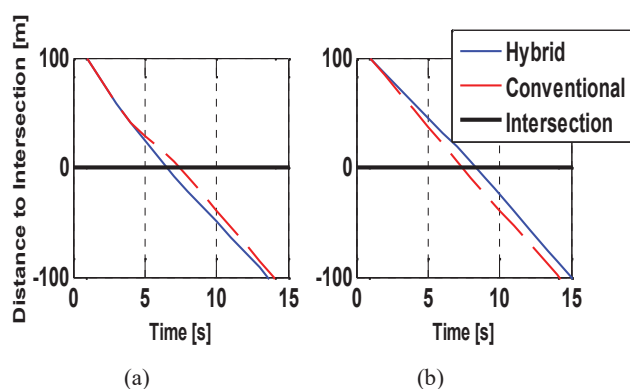 Distance to Intersection [m]
100
0
-100
0 5 10 15
Time [s]
(a)
100
0
-100
0 5 10 15
Time [s]
(b)
Hybrid
Conventional
Intersection